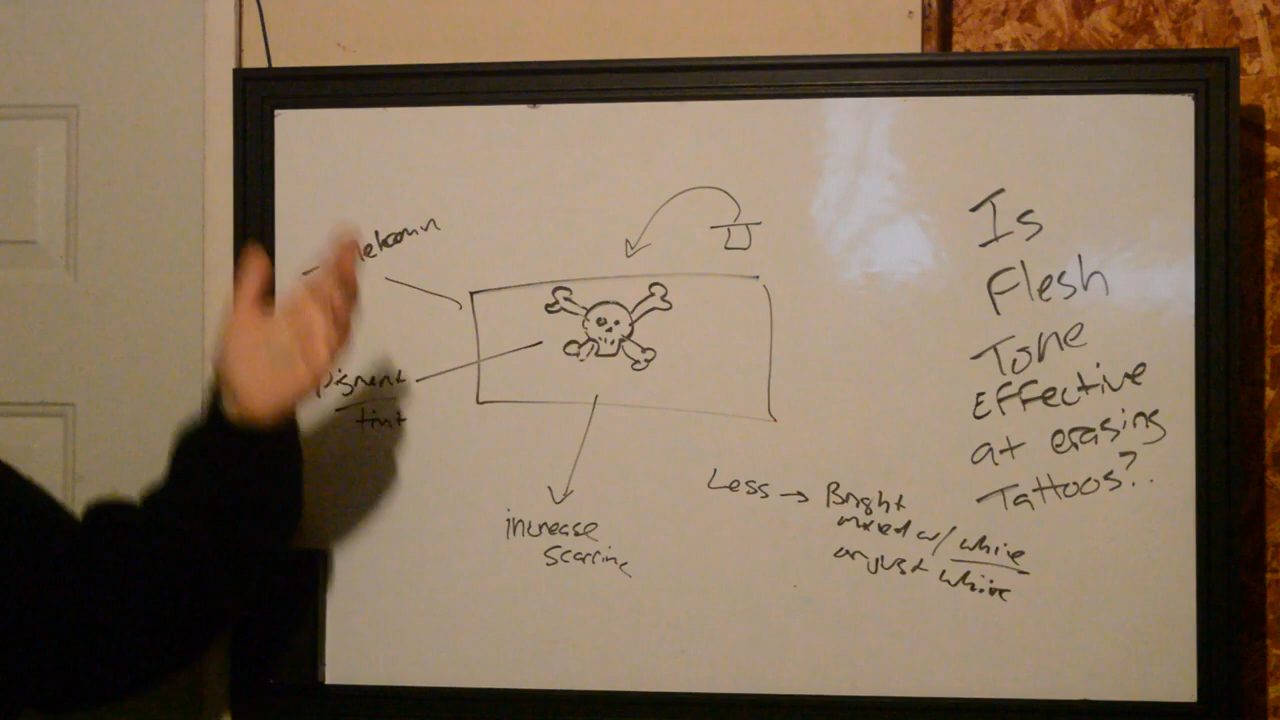 Pigment
tint
increase
scarring
Less → Bright
mixed w/ white
or just white
Is
Flesh
Tone
Effective
at erasing
Tattoos?